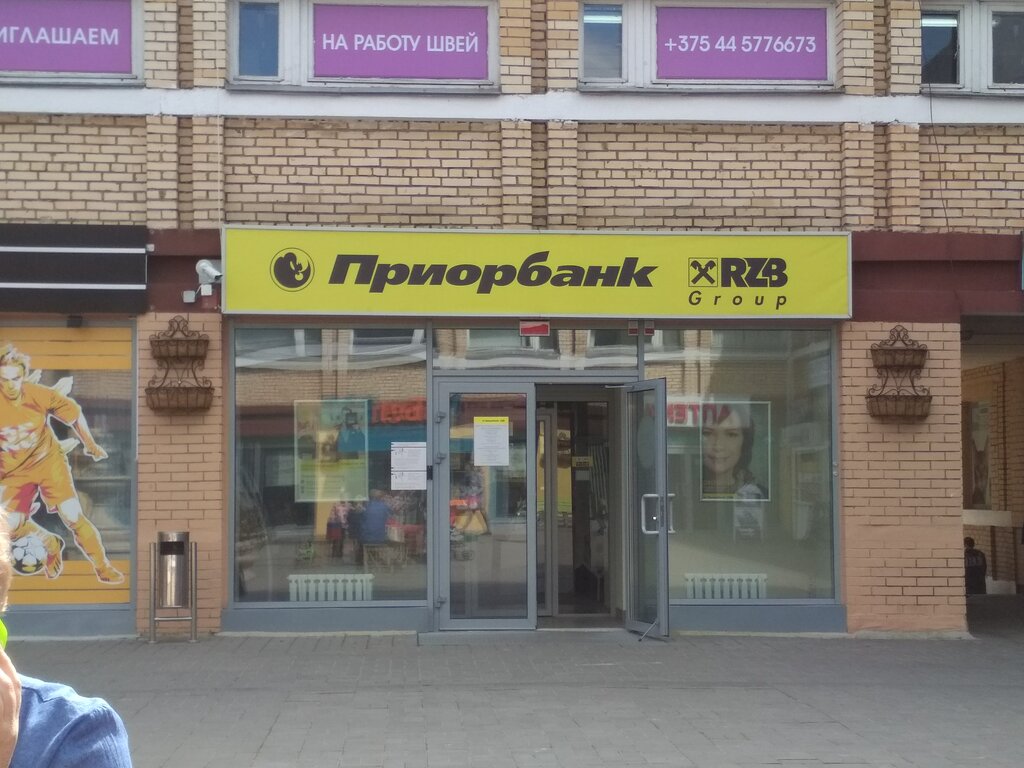 ИГЛАШАЕМ
НА РАБОТУ ШВЕЙ
+375 44 5776673
Приорбанк
RZB
Group